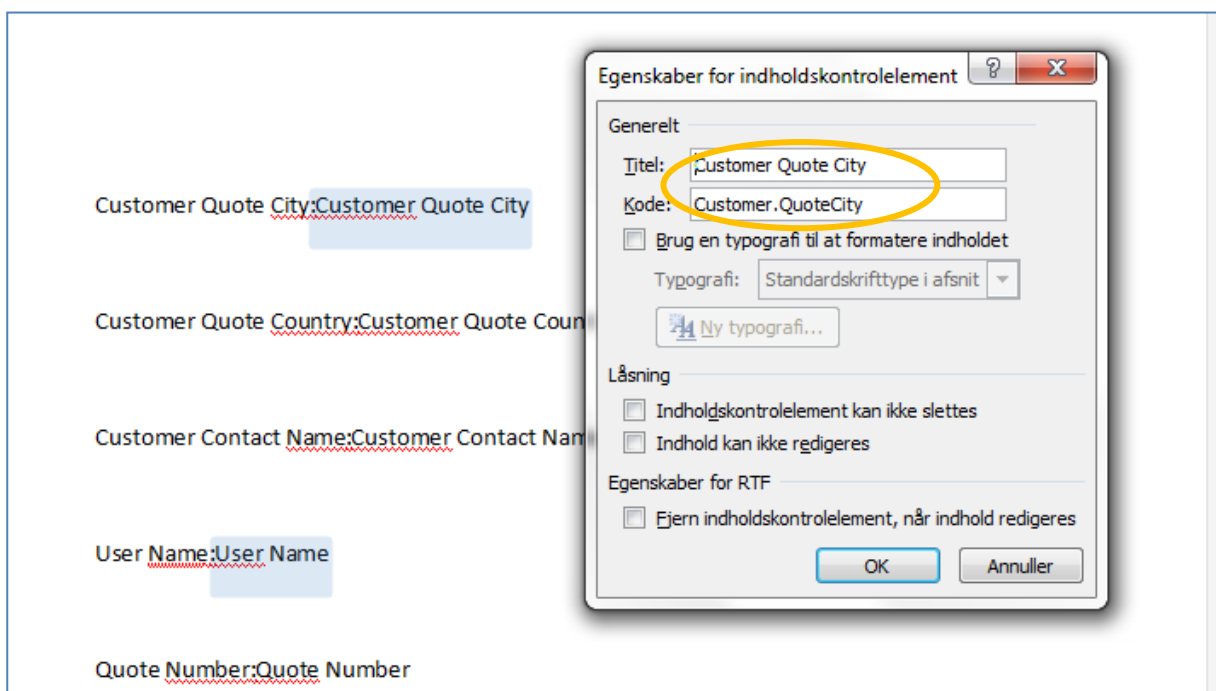 Customer Quote City:Customer Quote City
Customer Quote Country:Customer Quote Coun
Customer Contact Name:Customer Contact Nam
User Name:User Name
Quote Number:Quote Number
Egenskaber for indholdskontrolelement
Generelt
Titel: Customer Quote City
Kode: Customer.QuoteCity
Brug en typografi til at formatere indholdet
Typografi: Standardskrifttype i afsnit
Ny typografi...
Låsning
Indholdskontrolelement kan ikke slettes
Indhold kan ikke redigeres
Egenskaber for RTF
Fjern indholdskontrolelement, når indhold redigeres
OK Annuller